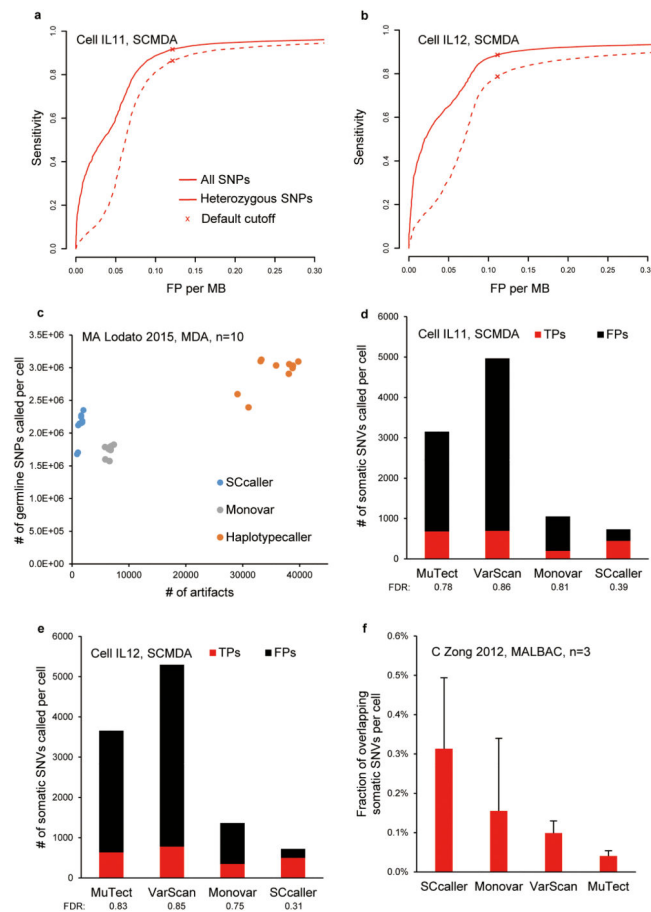 a
Cell IL11, SCMDA
Sensitivity
1.0
0.8
0.6
0.4
0.2
0.0
All SNPs
Heterozygous SNPs
x Default cutoff
0.00 0.05 0.10 0.15 0.20 0.25 0.30
FP per MB
b
Cell IL12, SCMDA
Sensitivity
1.0
0.8
0.6
0.4
0.2
0.0
0.00 0.05 0.10 0.15 0.20 0.25 0.30
FP per MB
c
MA Lodato 2015, MDA, n=10
# of germline SNPs called per cell
3.5E+06
3.0E+06
2.5E+06
2.0E+06
1.5E+06
1.0E+06
5.0E+05
0.0E+00
SCcaller
Monovar
Haplotypecaller
0 10000 20000 30000 40000
# of artifacts
d
Cell IL11, SCMDA
TPs FPs
# of somatic SNVs called per cell
6000
5000
4000
3000
2000
1000
0
MuTect VarScan Monovar SCcaller
FDR: 0.78 0.86 0.81 0.39
e
Cell IL12, SCMDA
TPs FPs
# of somatic SNVs called per cell
6000
5000
4000
3000
2000
1000
0
MuTect VarScan Monovar SCcaller
FDR: 0.83 0.85 0.75 0.31
f
C Zong 2012, MALBAC, n=3
Fraction of overlapping
somatic SNVs per cell
0.6%
0.5%
0.4%
0.3%
0.2%
0.1%
0.0%
SCcaller Monovar VarScan MuTect